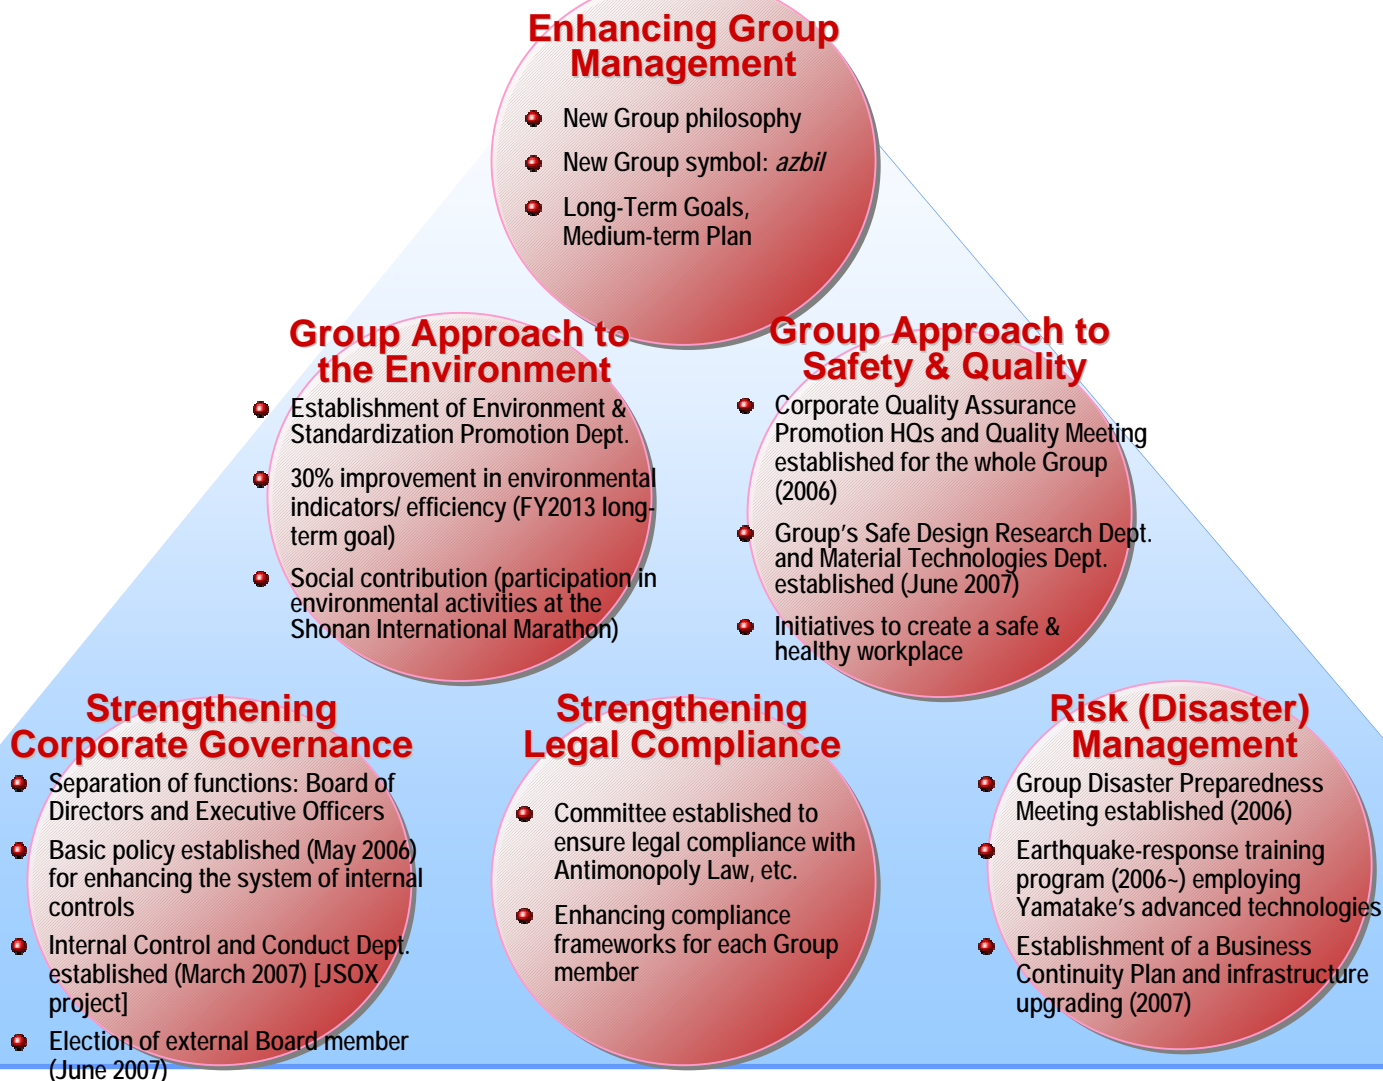 Enhancing Group
Management
New Group philosophy
New Group symbol: azbil
Long-Term Goals,
Medium-term Plan
Group Approach to
the Environment
Establishment of Environment &
Standardization Promotion Dept.
30% improvement in environmental
indicators/ efficiency (FY2013 long-
term goal)
Social contribution (participation in
environmental activities at the
Shonan International Marathon)
Group Approach to
Safety & Quality
Corporate Quality Assurance
Promotion HQs and Quality Meeting
established for the whole Group
(2006)
Group's Safe Design Research Dept.
and Material Technologies Dept.
established (June 2007)
Initiatives to create a safe &
healthy workplace
Strengthening
Corporate Governance
Separation of functions: Board of
Directors and Executive Officers
Basic policy established (May 2006)
for enhancing the system of internal
controls
Internal Control and Conduct Dept.
established (March 2007) [JSOX
project]
Election of external Board member
(June 2007)
Strengthening
Legal Compliance
Committee established to
ensure legal compliance with
Antimonopoly Law, etc.
Enhancing compliance
frameworks for each Group
member
Risk (Disaster)
Management
Group Disaster Preparedness
Meeting established (2006)
Earthquake-response training
program (2006~) employing
Yamatake's advanced technologies
Establishment of a Business
Continuity Plan and infrastructure
upgrading (2007)